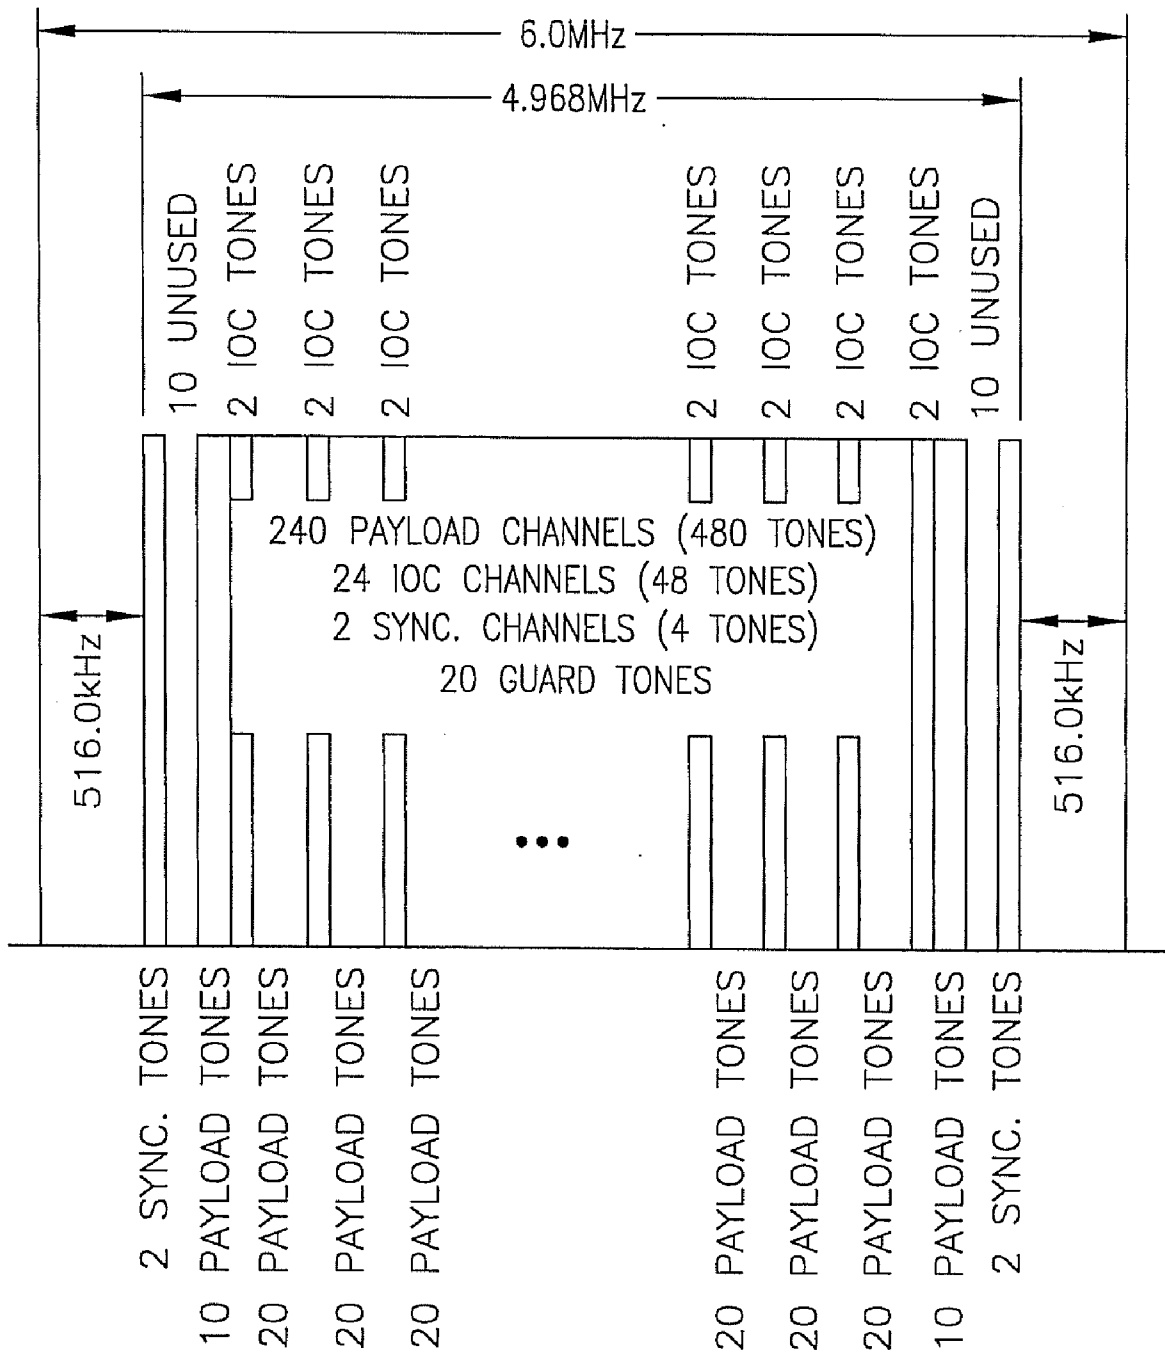 6.0MHz
4.968MHz
10 UNUSED
2 IOC TONES
2 IOC TONES
2 IOC TONES
2 IOC TONES
2 IOC TONES
2 IOC TONES
2 IOC TONES
10 UNUSED
240 PAYLOAD CHANNELS (480 TONES)
24 IOC CHANNELS (48 TONES)
2 SYNC. CHANNELS (4 TONES)
20 GUARD TONES
516.0kHz
516.0kHz
•••
2 SYNC. TONES
10 PAYLOAD TONES
20 PAYLOAD TONES
20 PAYLOAD TONES
20 PAYLOAD TONES
20 PAYLOAD TONES
20 PAYLOAD TONES
20 PAYLOAD TONES
10 PAYLOAD TONES
2 SYNC. TONES